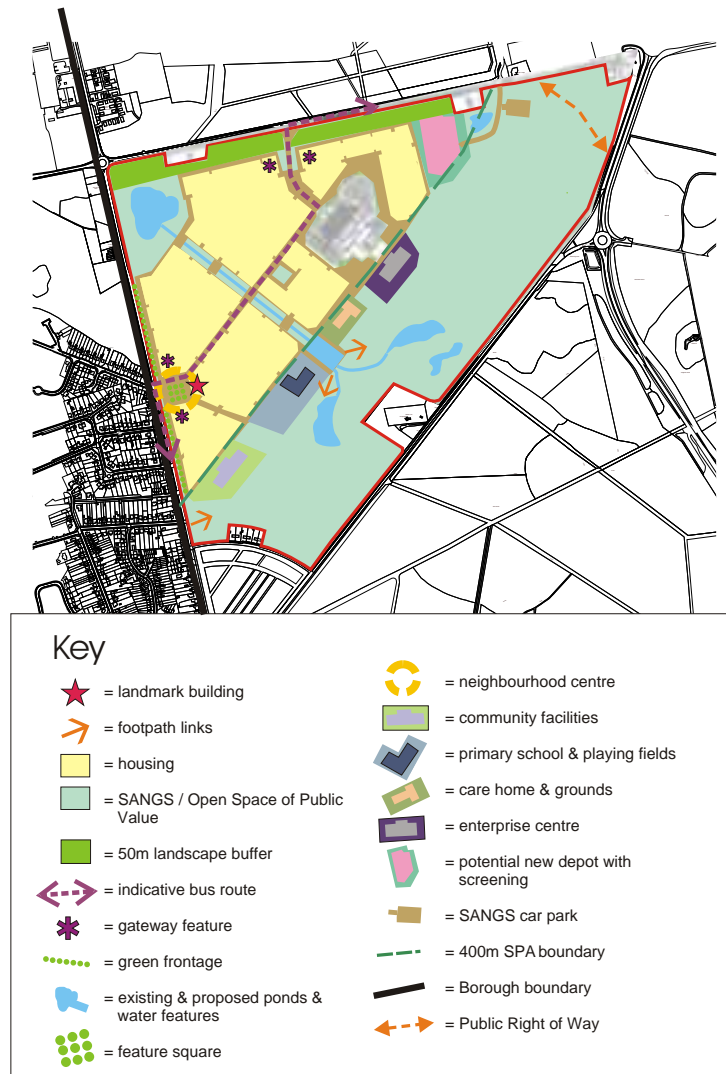 Key
= landmark building
= footpath links
= housing
= SANGS / Open Space of Public
Value
= 50m landscape buffer
= indicative bus route
= gateway feature
= green frontage
= existing & proposed ponds &
water features
= feature square
= neighbourhood centre
= community facilities
= primary school & playing fields
= care home & grounds
= enterprise centre
= potential new depot with
screening
= SANGS car park
= 400m SPA boundary
= Borough boundary
= Public Right of Way